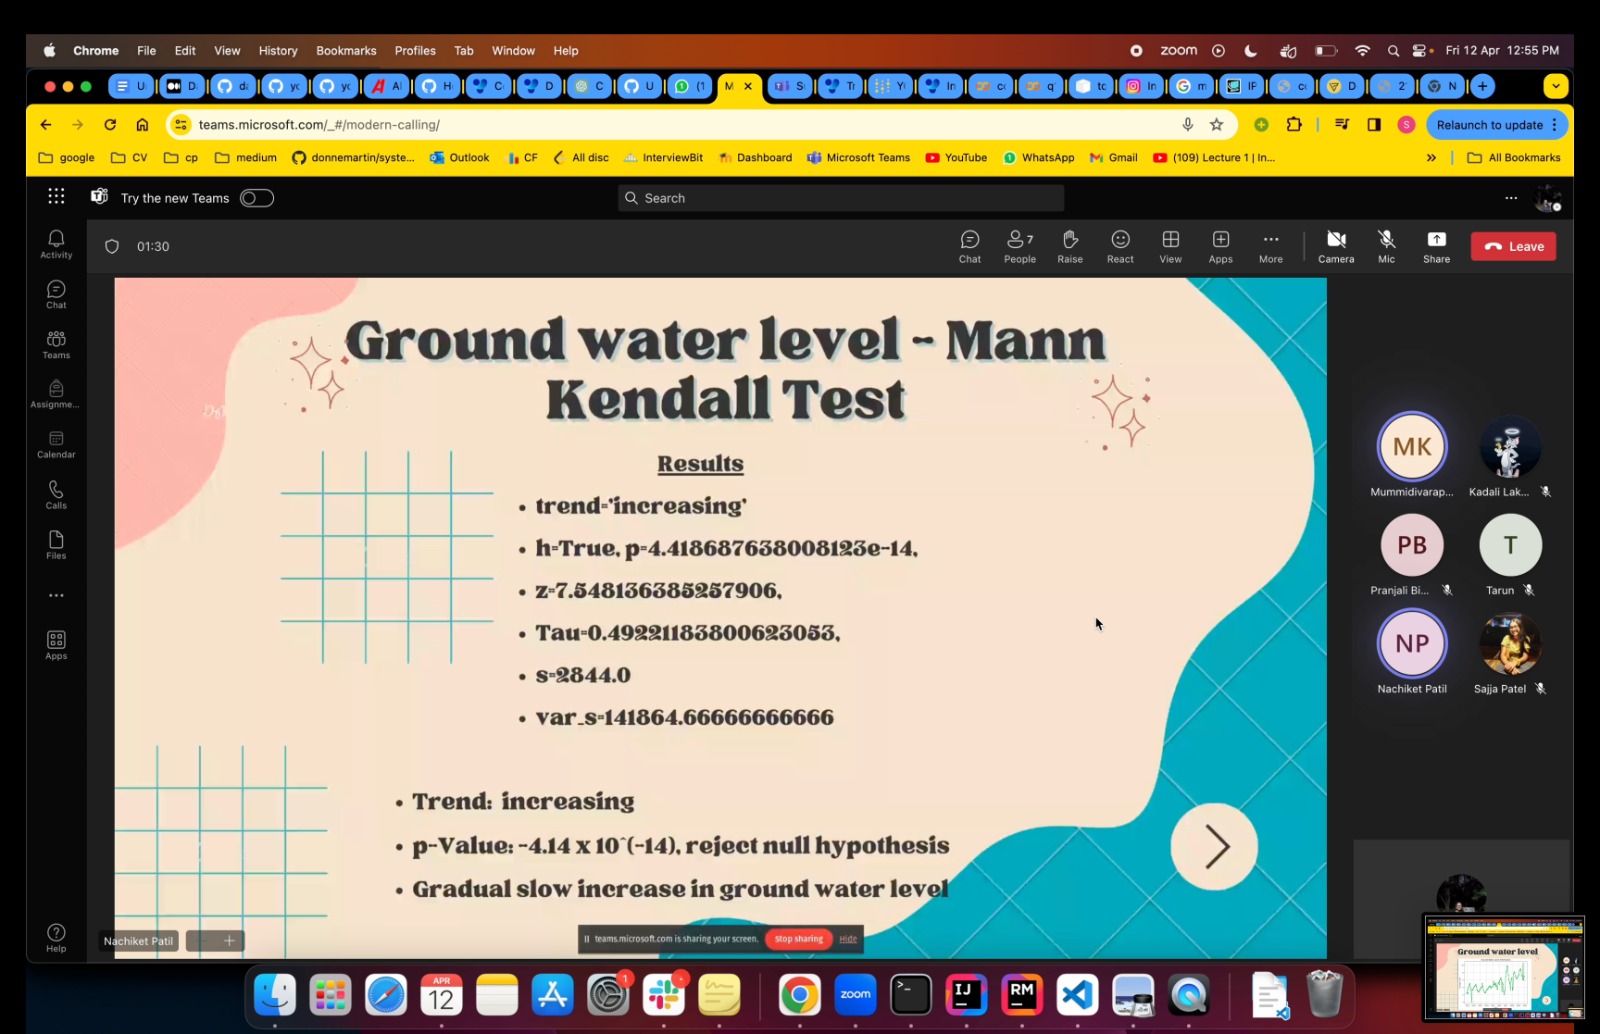 Chrome File Edit View History Bookmarks Profiles Tab Window Help
zoom Fri 12 Apr 12:55 PM
teams.microsoft.com/_#/modern-calling/
Relaunch to update
google CV cp medium donnemartin/syste... Outlook CF All disc InterviewBit Dashboard Microsoft Teams YouTube WhatsApp Gmail (109) Lecture 1 | In... » All Bookmarks
Try the new Teams
Search
Activity
Chat
Teams
Assignme...
Calendar
Calls
Files
Apps
Help
01:30
7
Chat People Raise React View Apps More Camera Mic Share Leave
Ground water level - Mann
Kendall Test
Results
• trend='increasing'
• h=True, p=4.418687638008123e-14,
• z=7.548136385257906,
• Tau=0.49221183800623053,
• s=2844.0
• var_s=141864.66666666666
• Trend: increasing
• p-Value: -4.14 x 10^(-14), reject null hypothesis
• Gradual slow increase in ground water level
Nachiket Patil
teams.microsoft.com is sharing your screen. Stop sharing Hide
MK
Mummidivarap... Kadali Lak...
PB T
Pranjali Bi... Tarun
NP
Nachiket Patil Sajja Patel
Ground water level
APR
12
1
zoom
IJ
RM